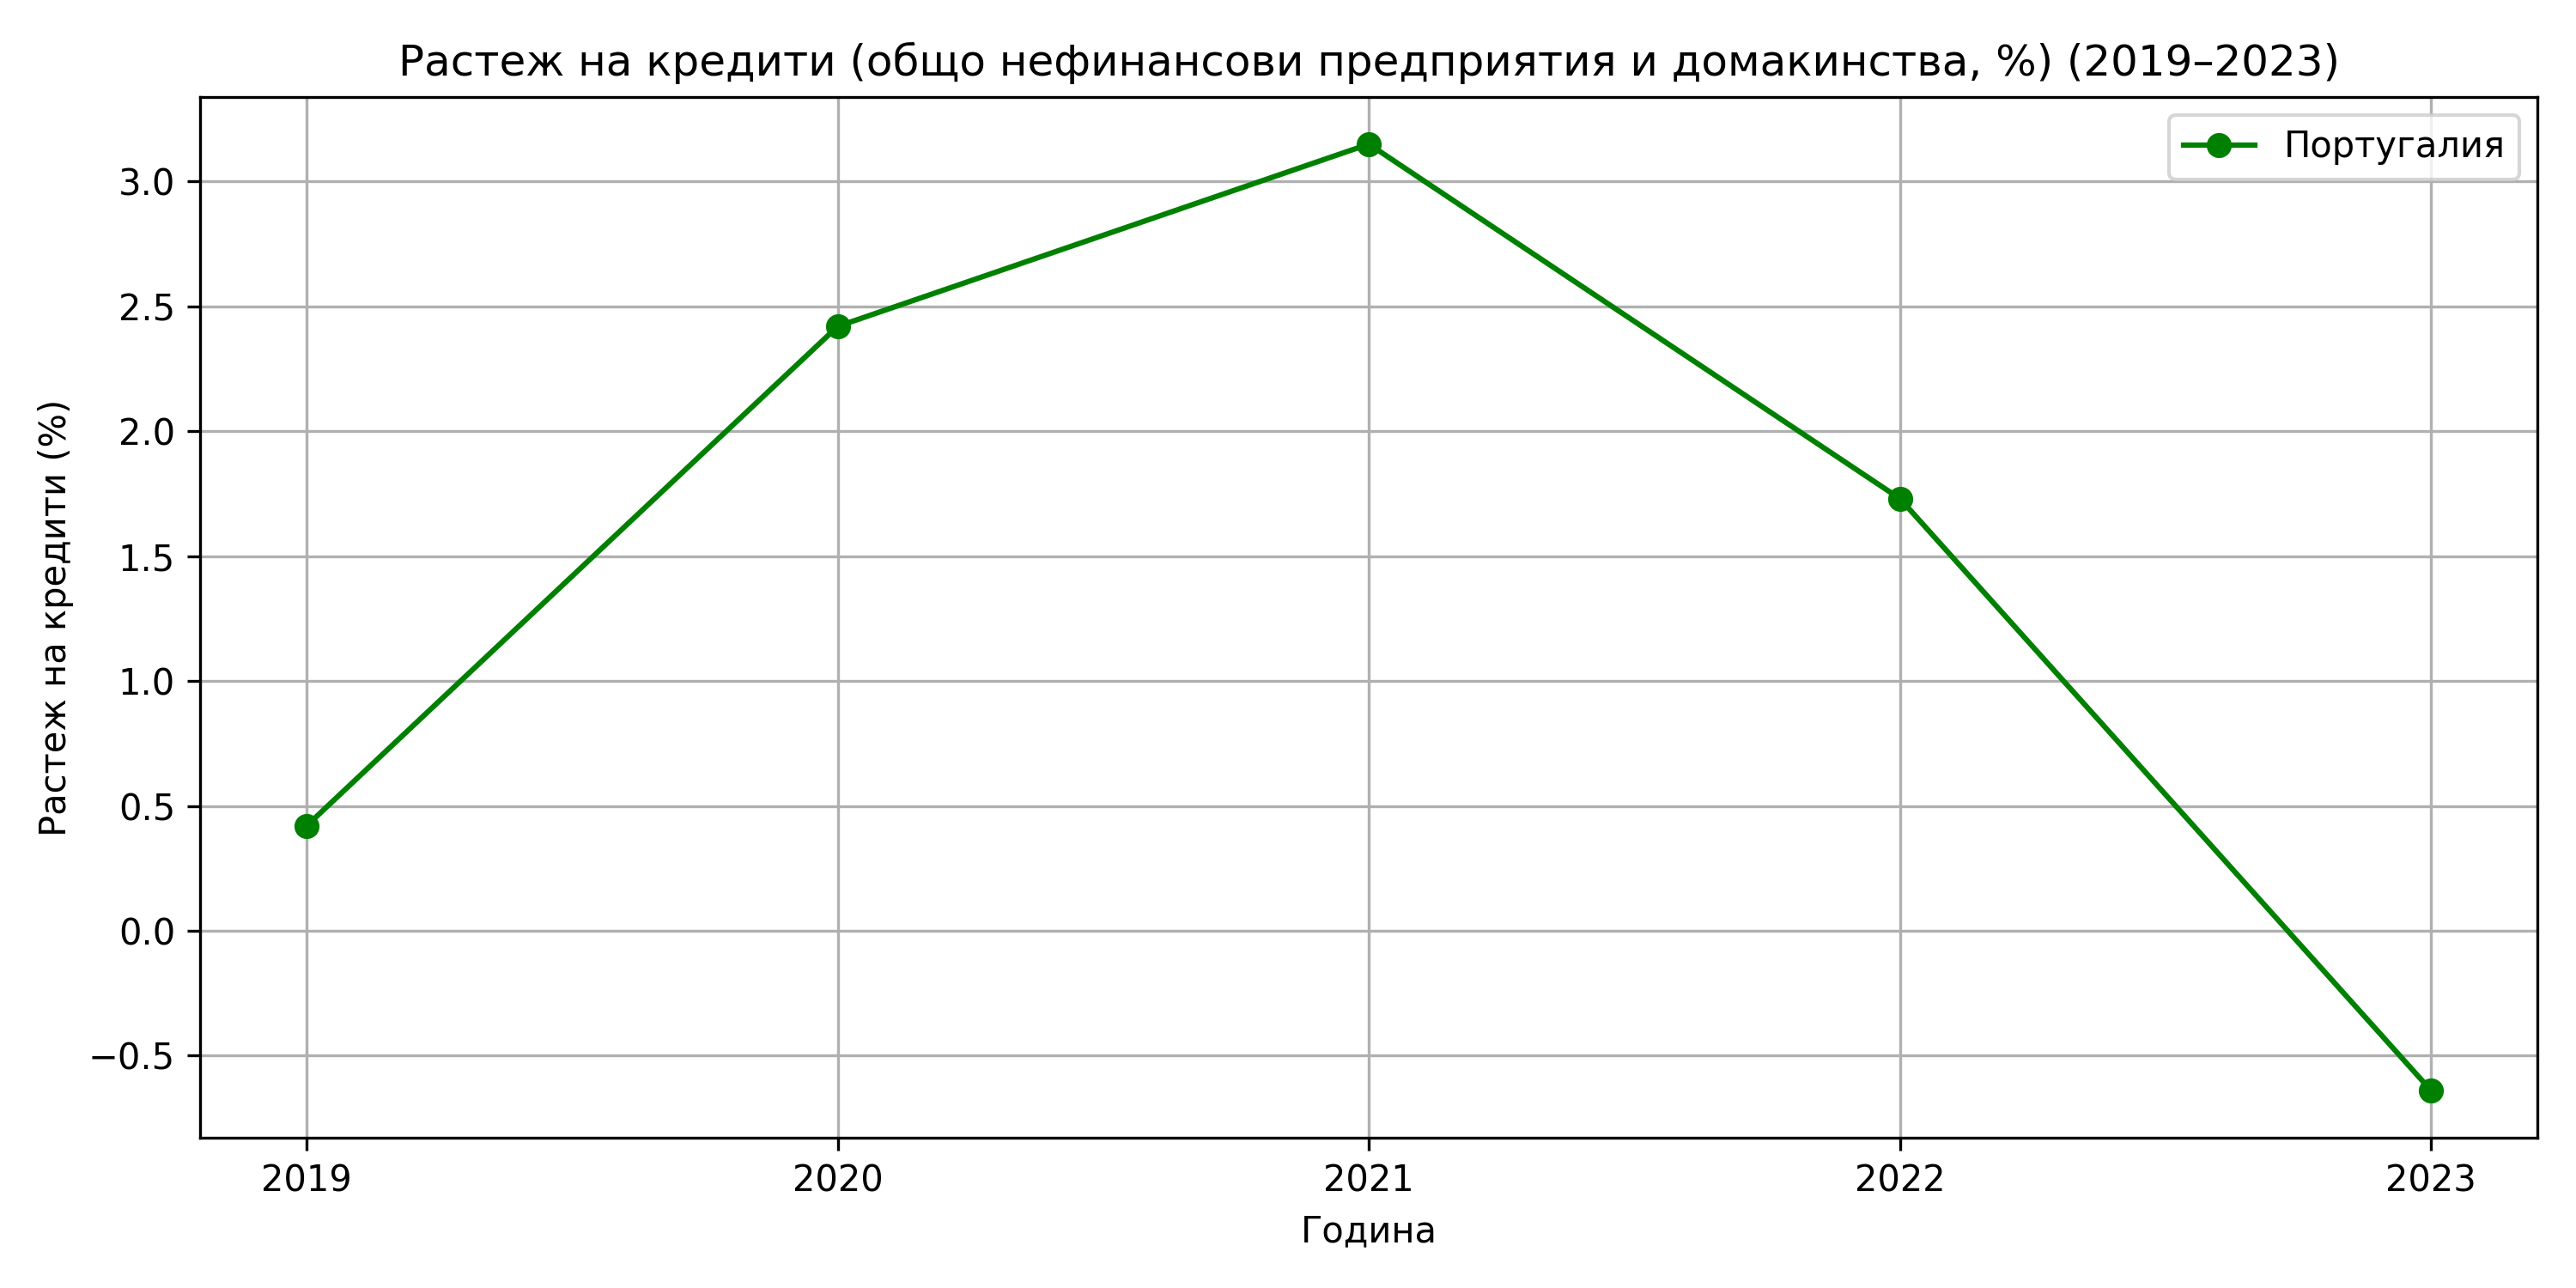 Растеж на кредити (общо нефинансови предприятия и домакинства, %) (2019–2023)
Португалия
Растеж на кредити (%)
3.0
2.5
2.0
1.5
1.0
0.5
0.0
−0.5
2019 2020 2021 2022 2023
Година